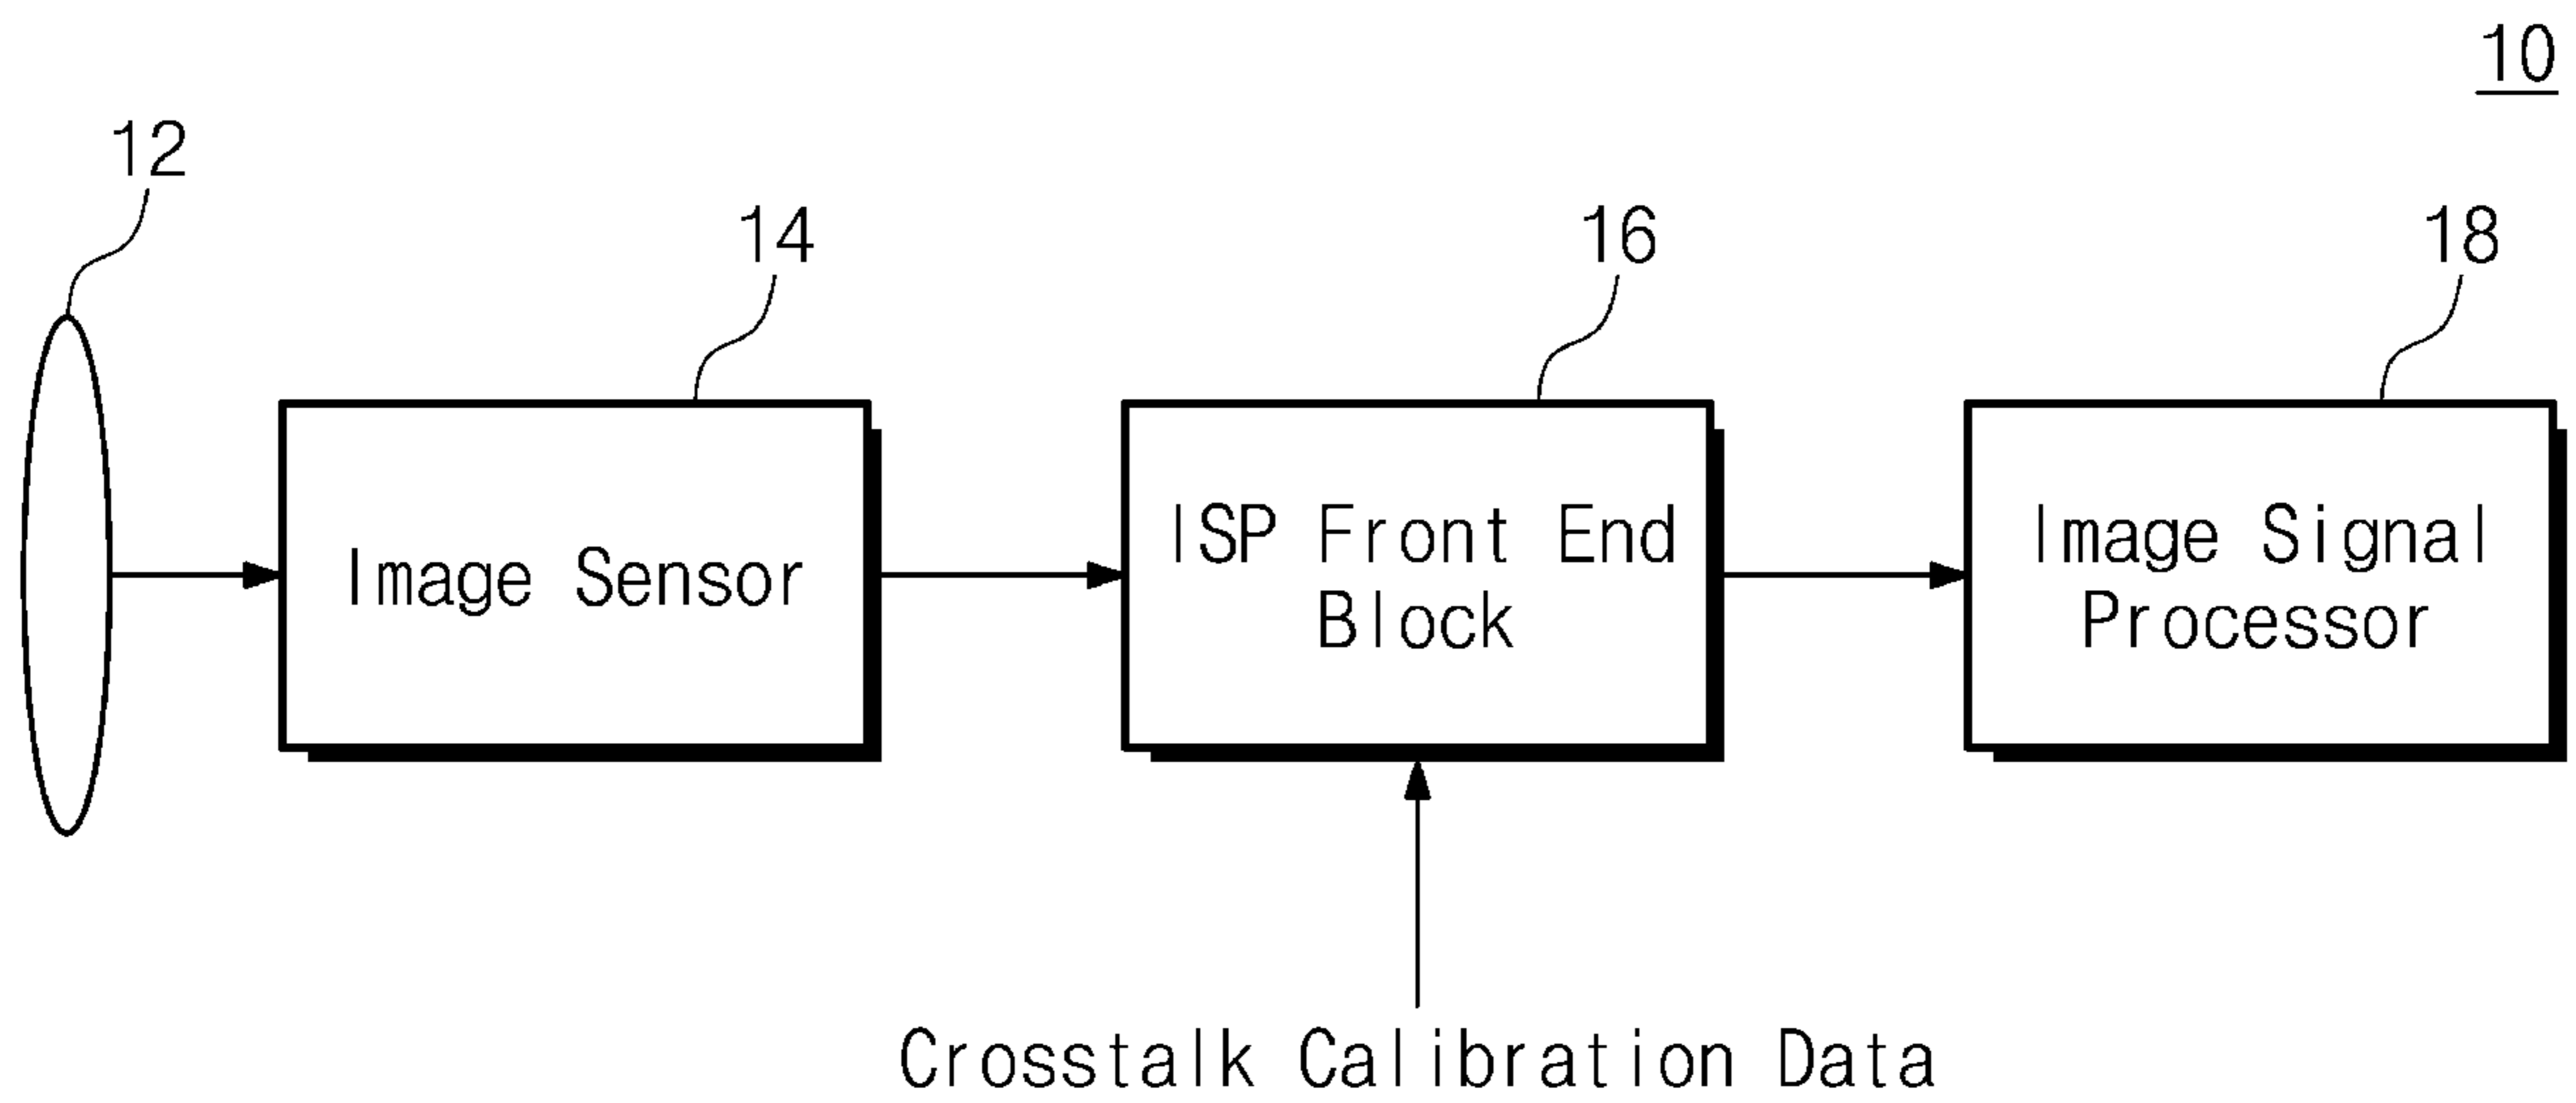 10
12
14
16
18
Image Sensor
ISP Front End
Block
Image Signal
Processor
Crosstalk Calibration Data